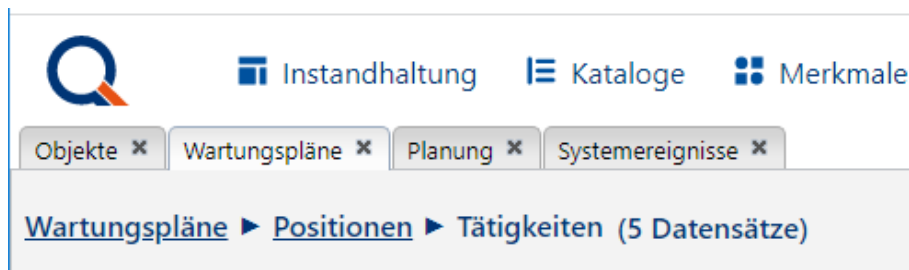 Instandhaltung Kataloge Merkmale
Objekte × Wartungspläne × Planung × Systemereignisse ×
Wartungspläne ► Positionen ► Tätigkeiten (5 Datensätze)